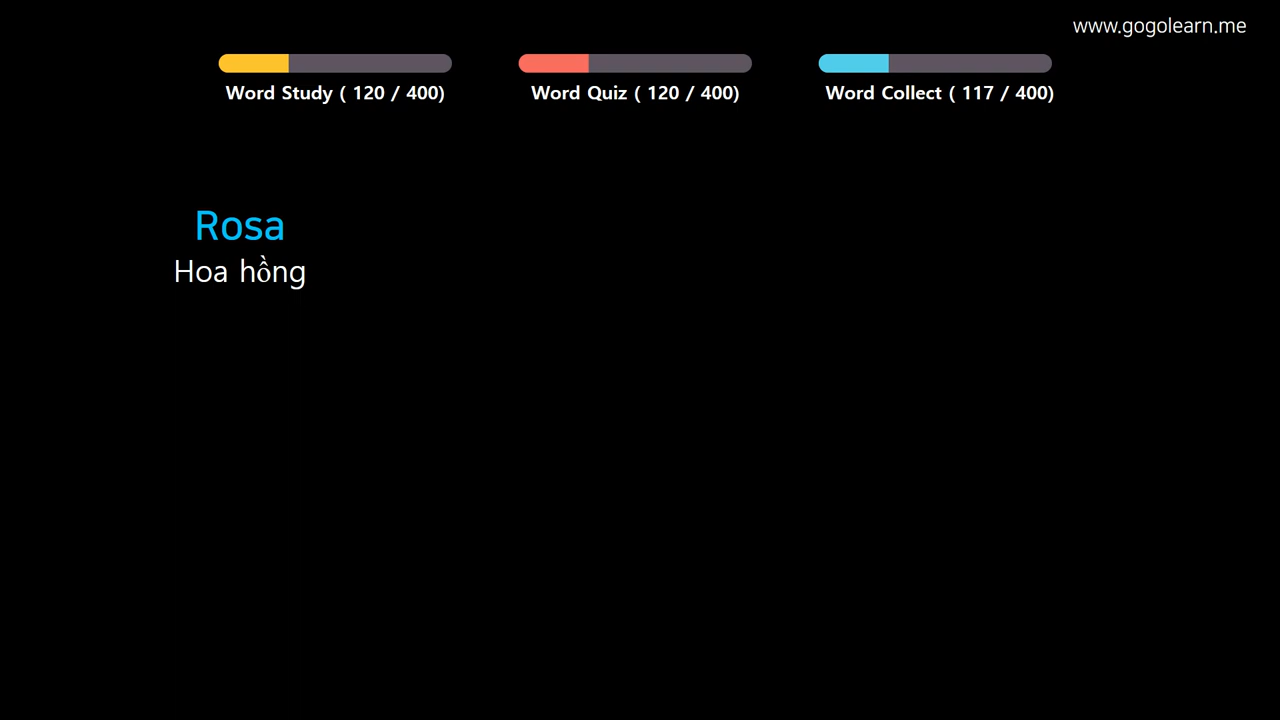 www.gogolearn.me
Word Study ( 120 / 400)
Word Quiz ( 120 / 400)
Word Collect ( 117 / 400)
Rosa
Hoa hồng